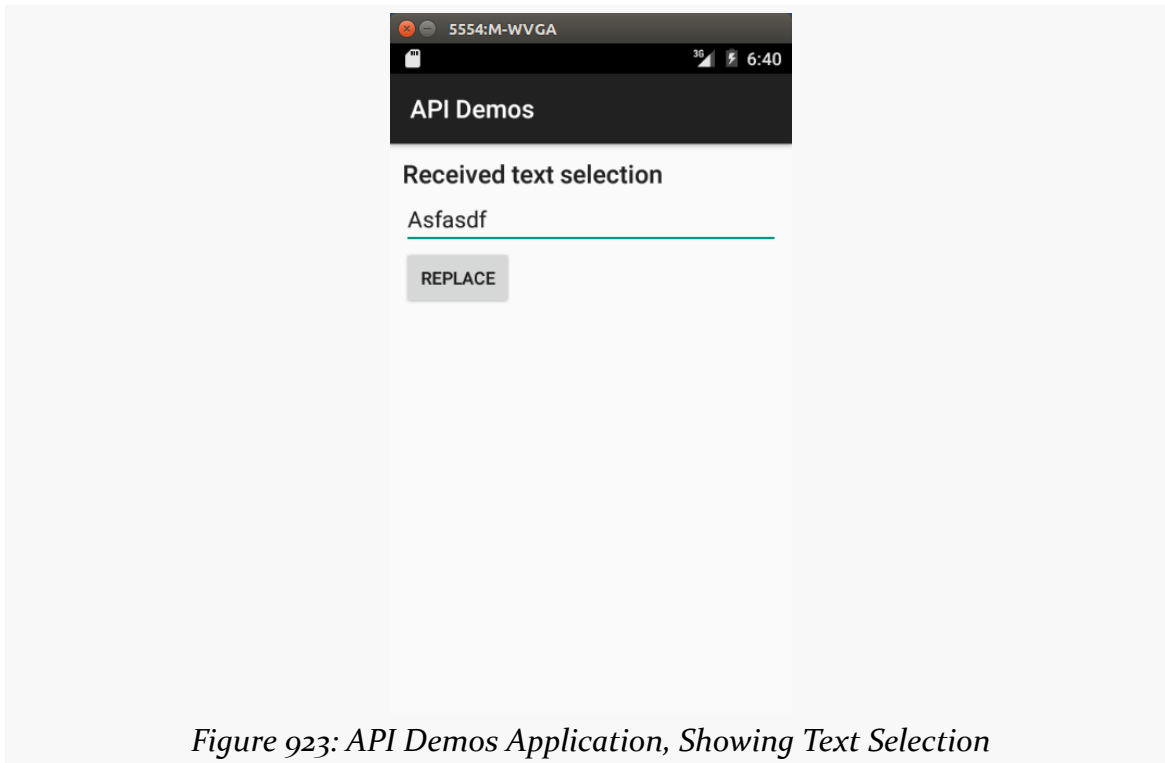 5554:M-WVGA
3G 6:40
API Demos
Received text selection
Asfasdf
REPLACE
Figure 923: API Demos Application, Showing Text Selection